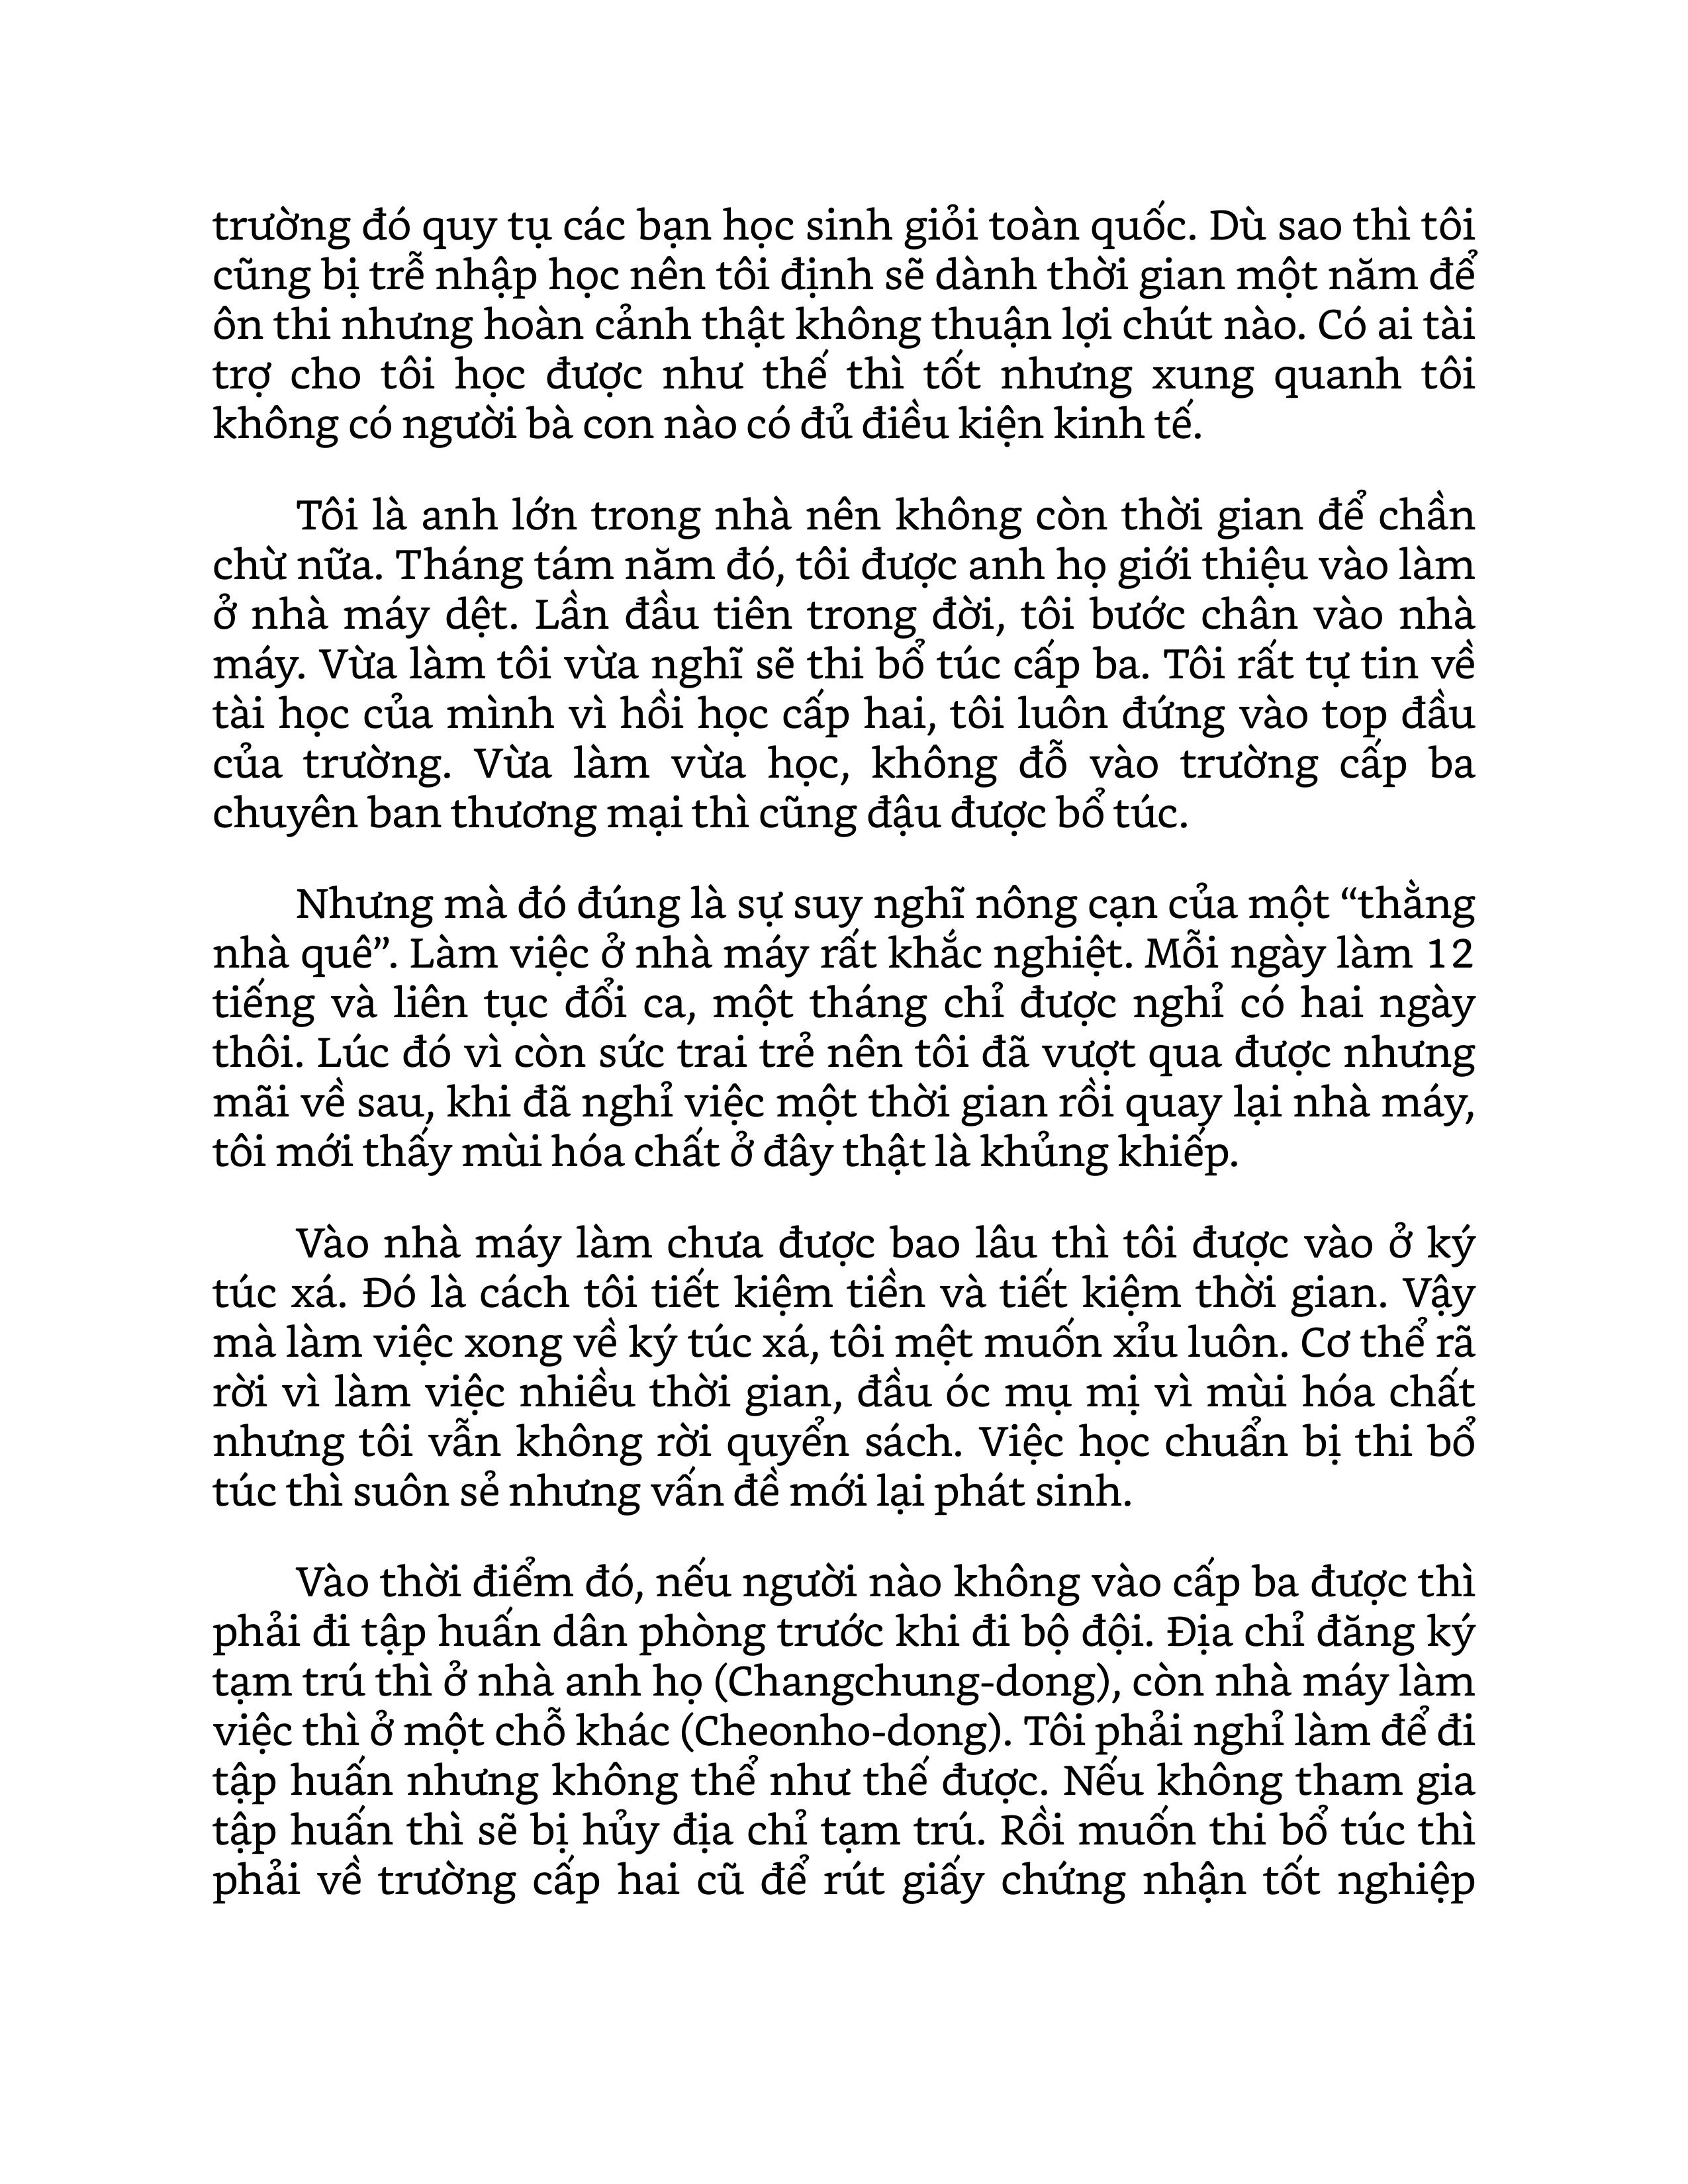 trường đó quy tụ các bạn học sinh giỏi toàn quốc. Dù sao thì tôi
cũng bị trễ nhập học nên tôi định sẽ dành thời gian một năm để
ôn thi nhưng hoàn cảnh thật không thuận lợi chút nào. Có ai tài
trợ cho tôi học được như thế thì tốt nhưng xung quanh tôi
không có người bà con nào có đủ điều kiện kinh tế.
Tôi là anh lớn trong nhà nên không còn thời gian để chần
chừ nữa. Tháng tám năm đó, tôi được anh họ giới thiệu vào làm
ở nhà máy dệt. Lần đầu tiên trong đời, tôi bước chân vào nhà
máy. Vừa làm tôi vừa nghĩ sẽ thi bổ túc cấp ba. Tôi rất tự tin về
tài học của mình vì hồi học cấp hai, tôi luôn đứng vào top đầu
của trường. Vừa làm vừa học, không đỗ vào trường cấp ba
chuyên ban thương mại thì cũng đậu được bổ túc.
Nhưng mà đó đúng là sự suy nghĩ nông cạn của một “thằng
nhà quê”. Làm việc ở nhà máy rất khắc nghiệt. Mỗi ngày làm 12
tiếng và liên tục đổi ca, một tháng chỉ được nghỉ có hai ngày
thôi. Lúc đó vì còn sức trai trẻ nên tôi đã vượt qua được nhưng
mãi về sau, khi đã nghỉ việc một thời gian rồi quay lại nhà máy,
tôi mới thấy mùi hóa chất ở đây thật là khủng khiếp.
Vào nhà máy làm chưa được bao lâu thì tôi được vào ở ký
túc xá. Đó là cách tôi tiết kiệm tiền và tiết kiệm thời gian. Vậy
mà làm việc xong về ký túc xá, tôi mệt muốn xỉu luôn. Cơ thể rã
rời vì làm việc nhiều thời gian, đầu óc mụ mị vì mùi hóa chất
nhưng tôi vẫn không rời quyển sách. Việc học chuẩn bị thi bổ
túc thì suôn sẻ nhưng vấn đề mới lại phát sinh.
Vào thời điểm đó, nếu người nào không vào cấp ba được thì
phải đi tập huấn dân phòng trước khi đi bộ đội. Địa chỉ đăng ký
tạm trú thì ở nhà anh họ (Changchung-dong), còn nhà máy làm
việc thì ở một chỗ khác (Cheonho-dong). Tôi phải nghỉ làm để đi
tập huấn nhưng không thể như thế được. Nếu không tham gia
tập huấn thì sẽ bị hủy địa chỉ tạm trú. Rồi muốn thi bổ túc thì
phải về trường cấp hai cũ để rút giấy chứng nhận tốt nghiệp